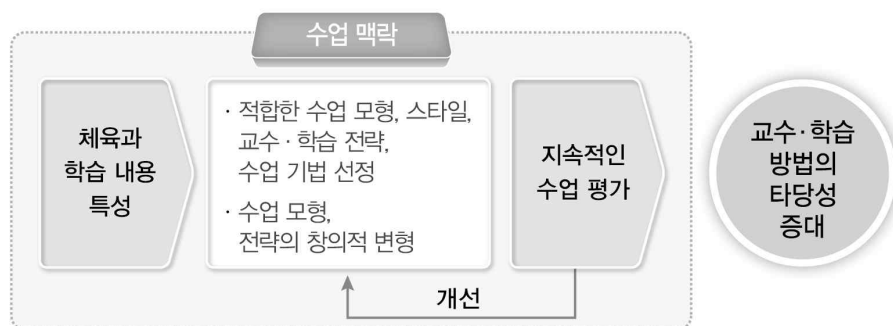 수업 맥락
체육과
학습 내용
특성
· 적합한 수업 모형, 스타일,
교수 · 학습 전략,
수업 기법 선정
· 수업 모형,
전략의 창의적 변형
지속적인
수업 평가
개선
교수 · 학습
방법의
타당성
증대